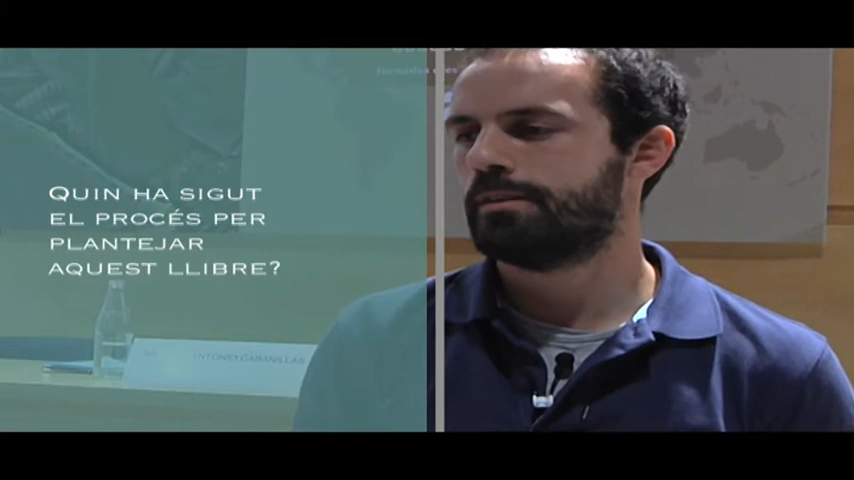 QUIN HA SIGUT
EL PROCÉS PER
PLANTEJAR
AQUEST LLIBRE?
ANTONIO CABANILLAS